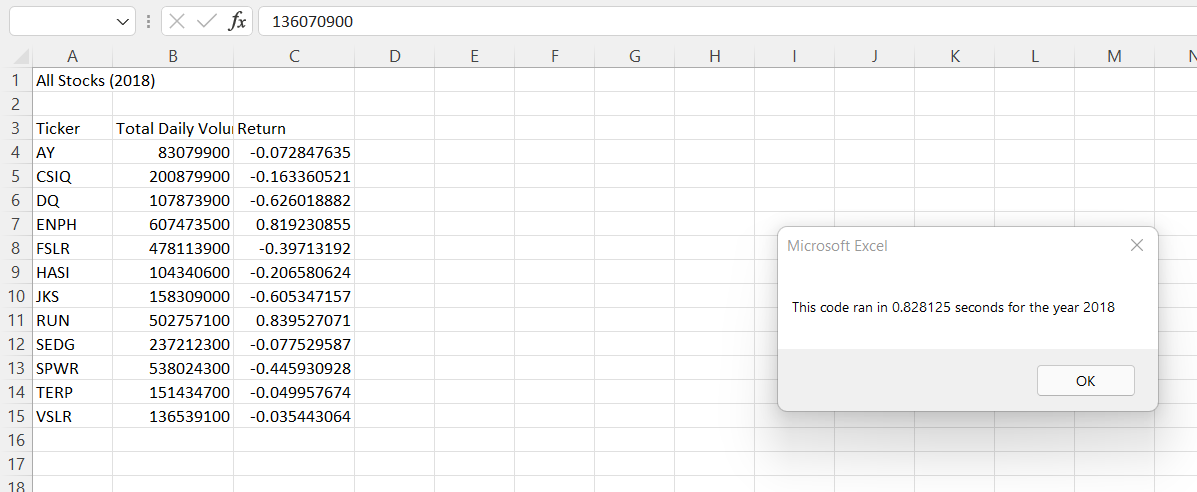 fx 136070900
A B C D E F G H I J K L M N
1 All Stocks (2018)
2
3 Ticker Total Daily Volu Return
4 AY 83079900 -0.072847635
5 CSIQ 200879900 -0.163360521
6 DQ 107873900 -0.626018882
7 ENPH 607473500 0.819230855
8 FSLR 478113900 -0.39713192
9 HASI 104340600 -0.206580624
10 JKS 158309000 -0.605347157
11 RUN 502757100 0.839527071
12 SEDG 237212300 -0.077529587
13 SPWR 538024300 -0.445930928
14 TERP 151434700 -0.049957674
15 VSLR 136539100 -0.035443064
16
17
18
Microsoft Excel
This code ran in 0.828125 seconds for the year 2018
OK